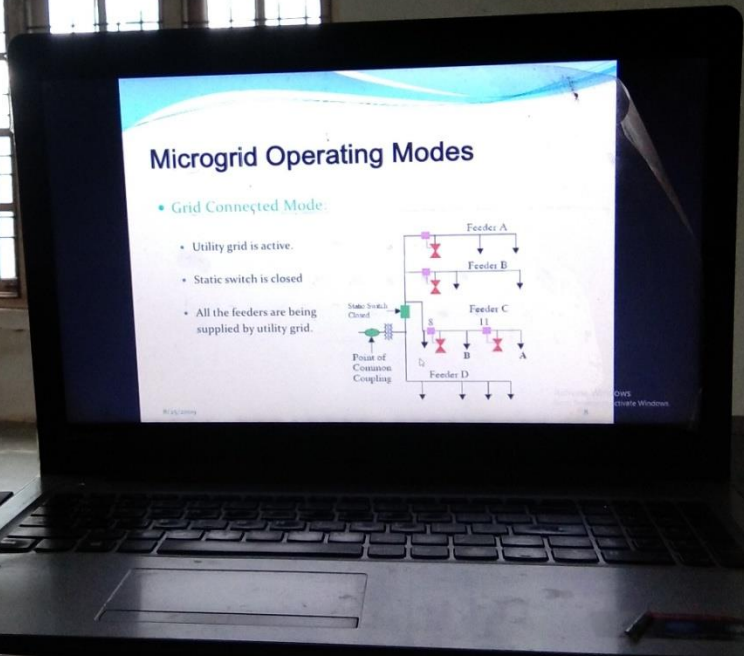 Microgrid Operating Modes
• Grid Connected Mode:
• Utility grid is active.
• Static switch is closed
• All the feeders are being
supplied by utility grid.
Feeder A
Feeder B
Static Switch
Closed
Feeder C
8
11
B
A
Point of
Common
Coupling
Feeder D